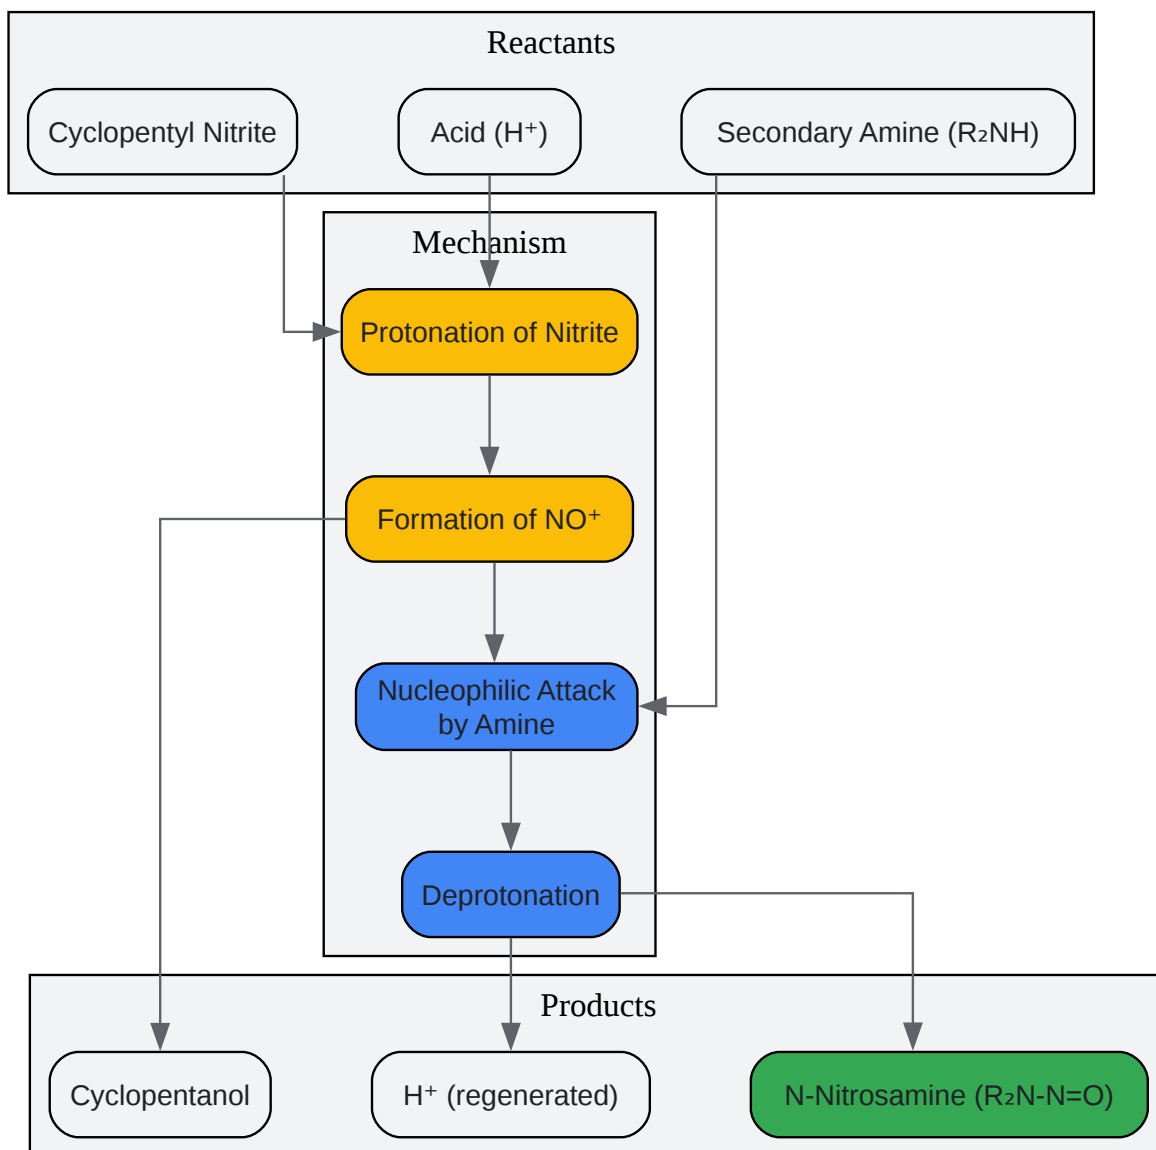 Reactants
Cyclopentyl Nitrite
Acid (H⁺)
Secondary Amine (R₂NH)
Mechanism
Protonation of Nitrite
Formation of NO⁺
Nucleophilic Attack
by Amine
Deprotonation
Products
Cyclopentanol
H⁺ (regenerated)
N-Nitrosamine (R₂N-N=O)